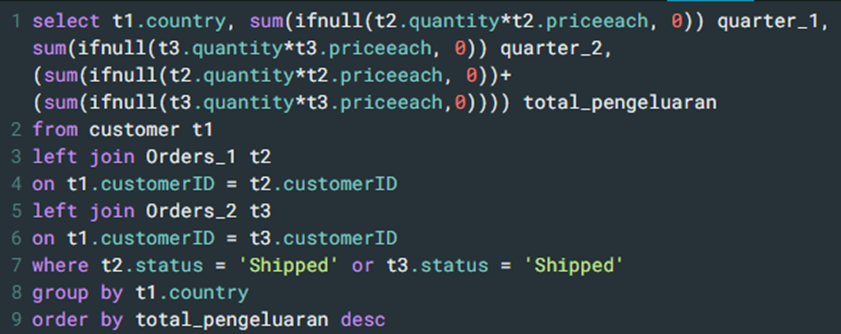 1 select t1.country, sum(ifnull(t2.quantity*t2.priceeach, 0)) quarter_1,
sum(ifnull(t3.quantity*t3.priceeach, 0)) quarter_2,
(sum(ifnull(t2.quantity*t2.priceeach, 0))+
(sum(ifnull(t3.quantity*t3.priceeach,0)))) total_pengeluaran
2 from customer t1
3 left join Orders_1 t2
4 on t1.customerID = t2.customerID
5 left join Orders_2 t3
6 on t1.customerID = t3.customerID
7 where t2.status = 'Shipped' or t3.status = 'Shipped'
8 group by t1.country
9 order by total_pengeluaran desc